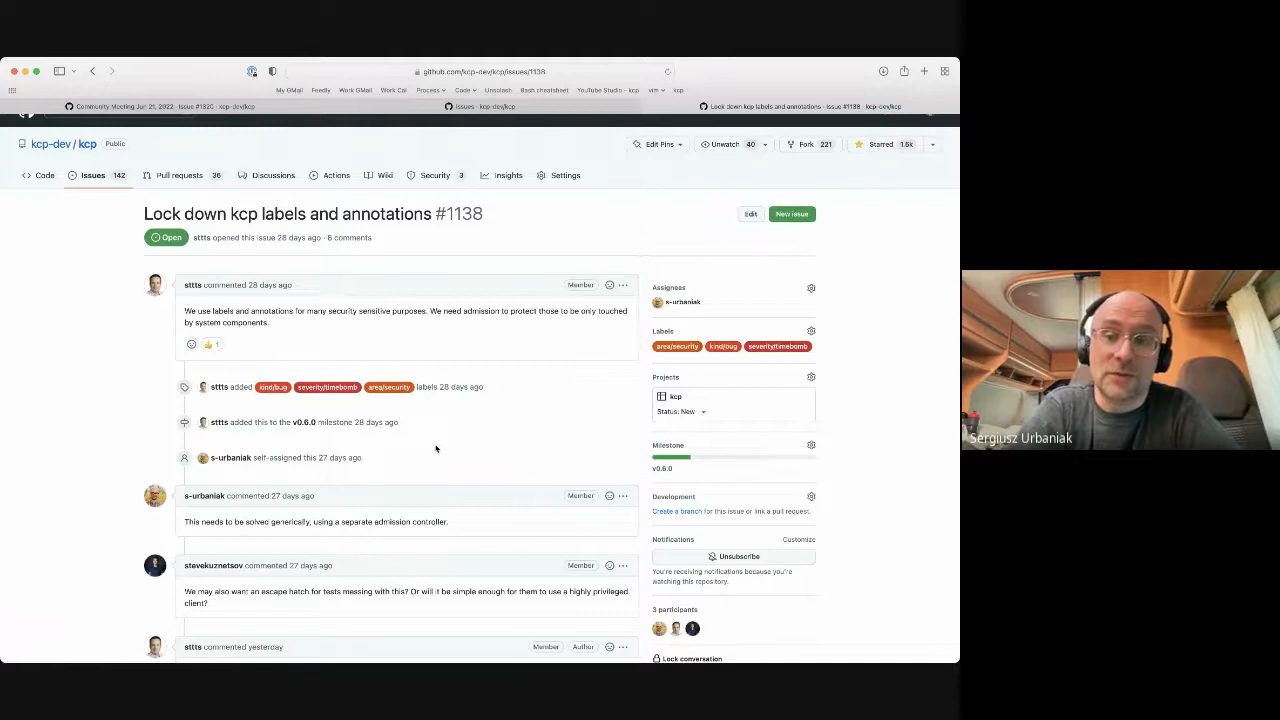 github.com/kcp-dev/kcp/issues/1138
My GMail Feedly Work GMail Work Cal Process Code Unsplash Bash cheatsheet YouTube Studio - kcp vim kcp
Community Meeting Jun 21, 2022 · Issue #1320 · kcp-dev/kcp
Issues · kcp-dev/kcp
Lock down kcp labels and annotations · Issue #1138 · kcp-dev/kcp
kcp-dev / kcp Public
Edit Pins Unwatch 40 Fork 221 Starred 1.5k
Code Issues 142 Pull requests 36 Discussions Actions Wiki Security 3 Insights Settings
Lock down kcp labels and annotations #1138
Edit New issue
Open sttts opened this issue 28 days ago · 6 comments
sttts commented 28 days ago Member ...
We use labels and annotations for many security sensitive purposes. We need admission to protect those to be only touched
by system components.
1
sttts added kind/bug severity/timebomb area/security labels 28 days ago
sttts added this to the v0.6.0 milestone 28 days ago
s-urbaniak self-assigned this 27 days ago
s-urbaniak commented 27 days ago Member ...
This needs to be solved generically, using a separate admission controller.
stevekuznetsov commented 27 days ago Member ...
We may also want an escape hatch for tests messing with this? Or will it be simple enough for them to use a highly privileged
client?
sttts commented yesterday Member Author ...
Assignees
s-urbaniak
Labels
area/security kind/bug severity/timebomb
Projects
kcp
Status: New
Milestone
v0.6.0
Development
Create a branch for this issue or link a pull request.
Notifications Customize
Unsubscribe
You're receiving notifications because you're
watching this repository.
3 participants
Lock conversation
Sergiusz Urbaniak